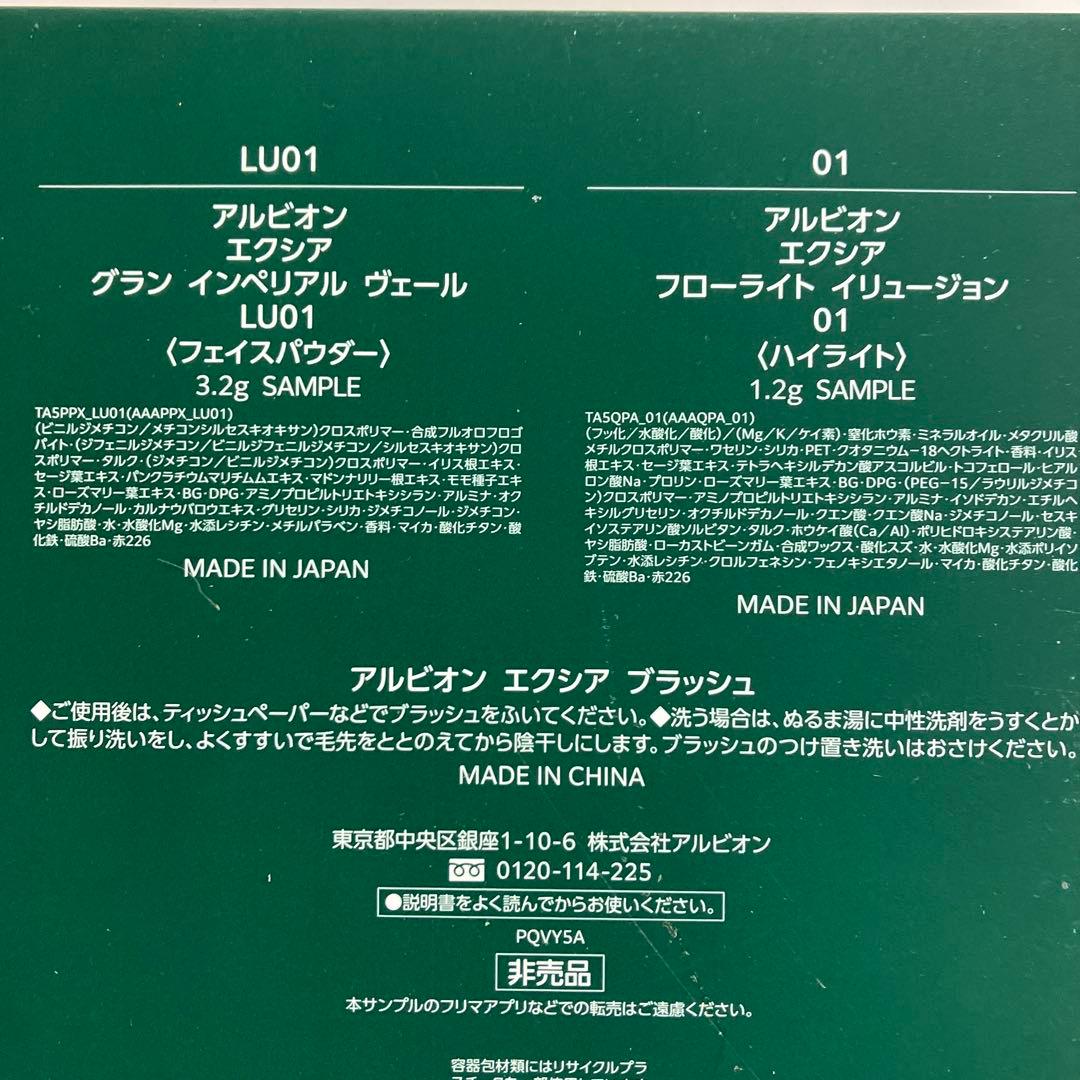 LU01
アルビオン
エクシア
グラン インペリアル ヴェール
LU01
〈フェイスパウダー〉
3.2g SAMPLE
TA5PPX_LU01(AAAPPX_LU01)
(ビニルジメチコン/メチコンシルセスキオキサン)クロスポリマー・合成フルオロフロゴ
パイト・(ジフェニルジメチコン/ビニルジフェニルジメチコン/シルセスキオキサン)クロ
スポリマー・タルク・(ジメチコン/ビニルジメチコン)クロスポリマー・イリス根エキス・
セージ葉エキス・パンクラチウムマリチムムエキス・マドンナリリー根エキス・モモ種子エキ
ス・ローズマリー葉エキス・BG・DPG・アミノプロピルトリエトキシシラン・アルミナ・オク
チルドデカノール・カルナウバロウエキス・グリセリン・シリカ・ジメチコノール・ジメチコン・
ヤシ脂肪酸・水・水酸化Mg・水添レシチン・メチルパラベン・香料・マイカ・酸化チタン・酸
化鉄・硫酸Ba・赤226
MADE IN JAPAN
01
アルビオン
エクシア
フローライト イリュージョン
01
〈ハイライト〉
1.2g SAMPLE
TA5QPA_01(AAAQPA_01)
(フッ化/水酸化/酸化)/(Mg/K/ケイ素)・窒化ホウ素・ミネラルオイル・メタクリル酸
メチルクロスポリマー・ワセリン・シリカ・PET・クオタニウム-18ヘクトライト・香料・イリス
根エキス・セージ葉エキス・テトラヘキシルデカン酸アスコルビル・トコフェロール・ヒアル
ロン酸Na・プロリン・ローズマリー葉エキス・BG・DPG・(PEG-15/ラウリルジメチコ
ン)クロスポリマー・アミノプロピルトリエトキシシラン・アルミナ・イソドデカン・エチルヘ
キシルグリセリン・オクチルドデカノール・クエン酸・クエン酸Na・ジメチコノール・セスキ
イソステアリン酸ソルビタン・タルク・ホウケイ酸(Ca/Al)・ポリヒドロキシステアリン酸・
ヤシ脂肪酸・ローカストビーンガム・合成ワックス・酸化スズ・水・水酸化Mg・水添ポリイソ
ブテン・水添レシチン・クロルフェネシン・フェノキシエタノール・マイカ・酸化チタン・酸化
鉄・硫酸Ba・赤226
MADE IN JAPAN
アルビオン エクシア ブラッシュ
◆ご使用後は、ティッシュペーパーなどでブラッシュをふいてください。◆洗う場合は、ぬるま湯に中性洗剤をうすくとか
して振り洗いをし、よくすすいで毛先をととのえてから陰干しにします。ブラッシュのつけ置き洗いはおさけください。
MADE IN CHINA
東京都中央区銀座1-10-6 株式会社アルビオン
0120-114-225
●説明書をよく読んでからお使いください。
PQVY5A
非売品
本サンプルのフリマアプリなどでの転売はご遠慮ください。
容器包材類にはリサイクルプラ